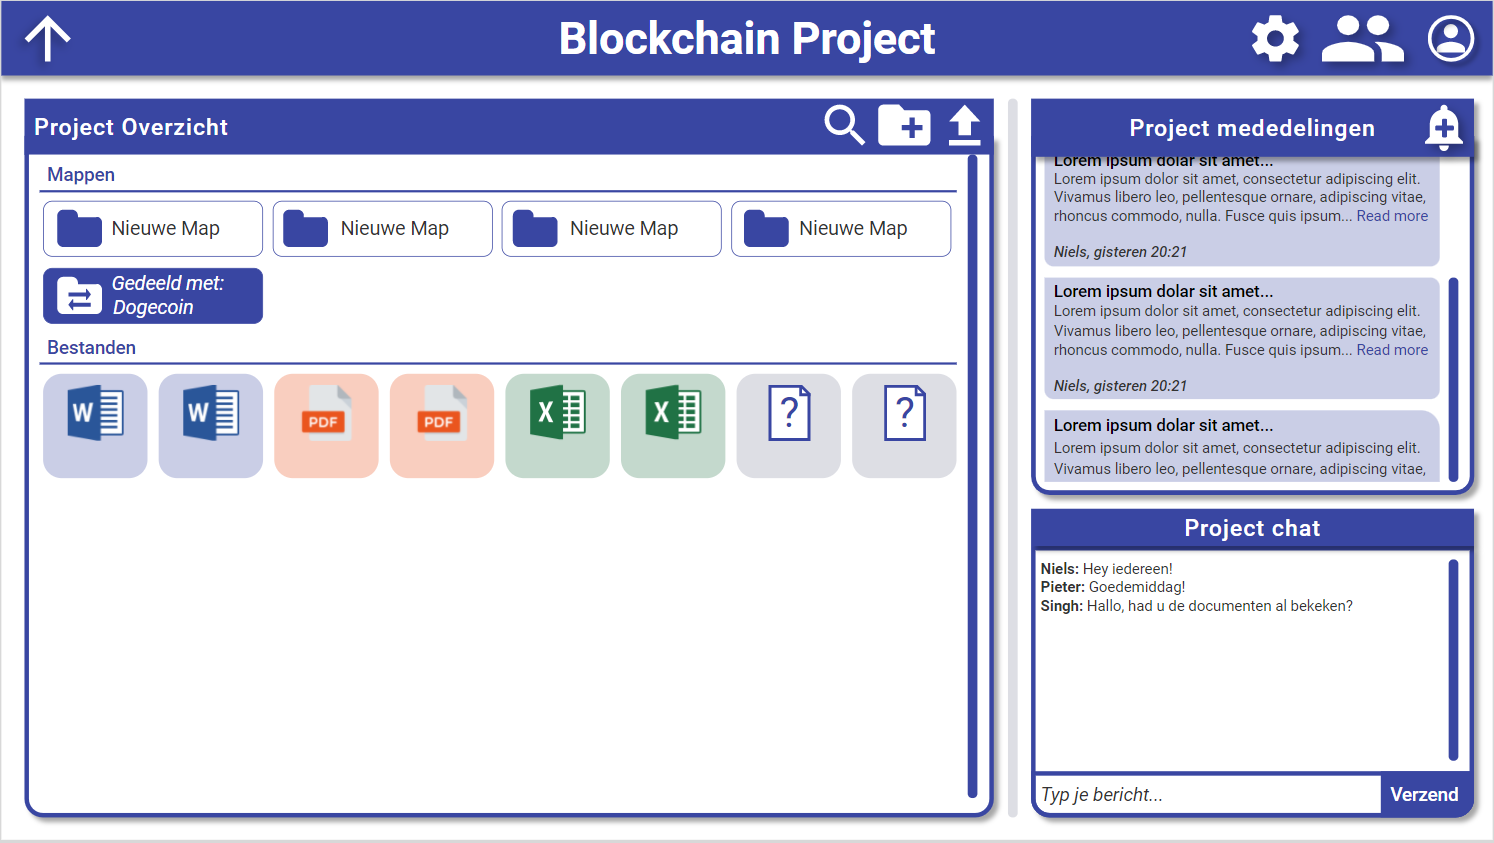 Blockchain Project
Project Overzicht
Mappen
Nieuwe Map
Nieuwe Map
Nieuwe Map
Nieuwe Map
Gedeeld met:
Dogecoin
Bestanden
W
W
PDF
PDF
X
X
?
?
Project mededelingen
Lorem ipsum dolar sit amet...
Lorem ipsum dolor sit amet, consectetur adipiscing elit.
Vivamus libero leo, pellentesque ornare, adipiscing vitae,
rhoncus commodo, nulla. Fusce quis ipsum... Read more
Niels, gisteren 20:21
Lorem ipsum dolar sit amet...
Lorem ipsum dolor sit amet, consectetur adipiscing elit.
Vivamus libero leo, pellentesque ornare, adipiscing vitae,
rhoncus commodo, nulla. Fusce quis ipsum... Read more
Niels, gisteren 20:21
Lorem ipsum dolar sit amet...
Lorem ipsum dolor sit amet, consectetur adipiscing elit.
Vivamus libero leo, pellentesque ornare, adipiscing vitae,
Project chat
Niels: Hey iedereen!
Pieter: Goedemiddag!
Singh: Hallo, had u de documenten al bekeken?
Typ je bericht...
Verzend